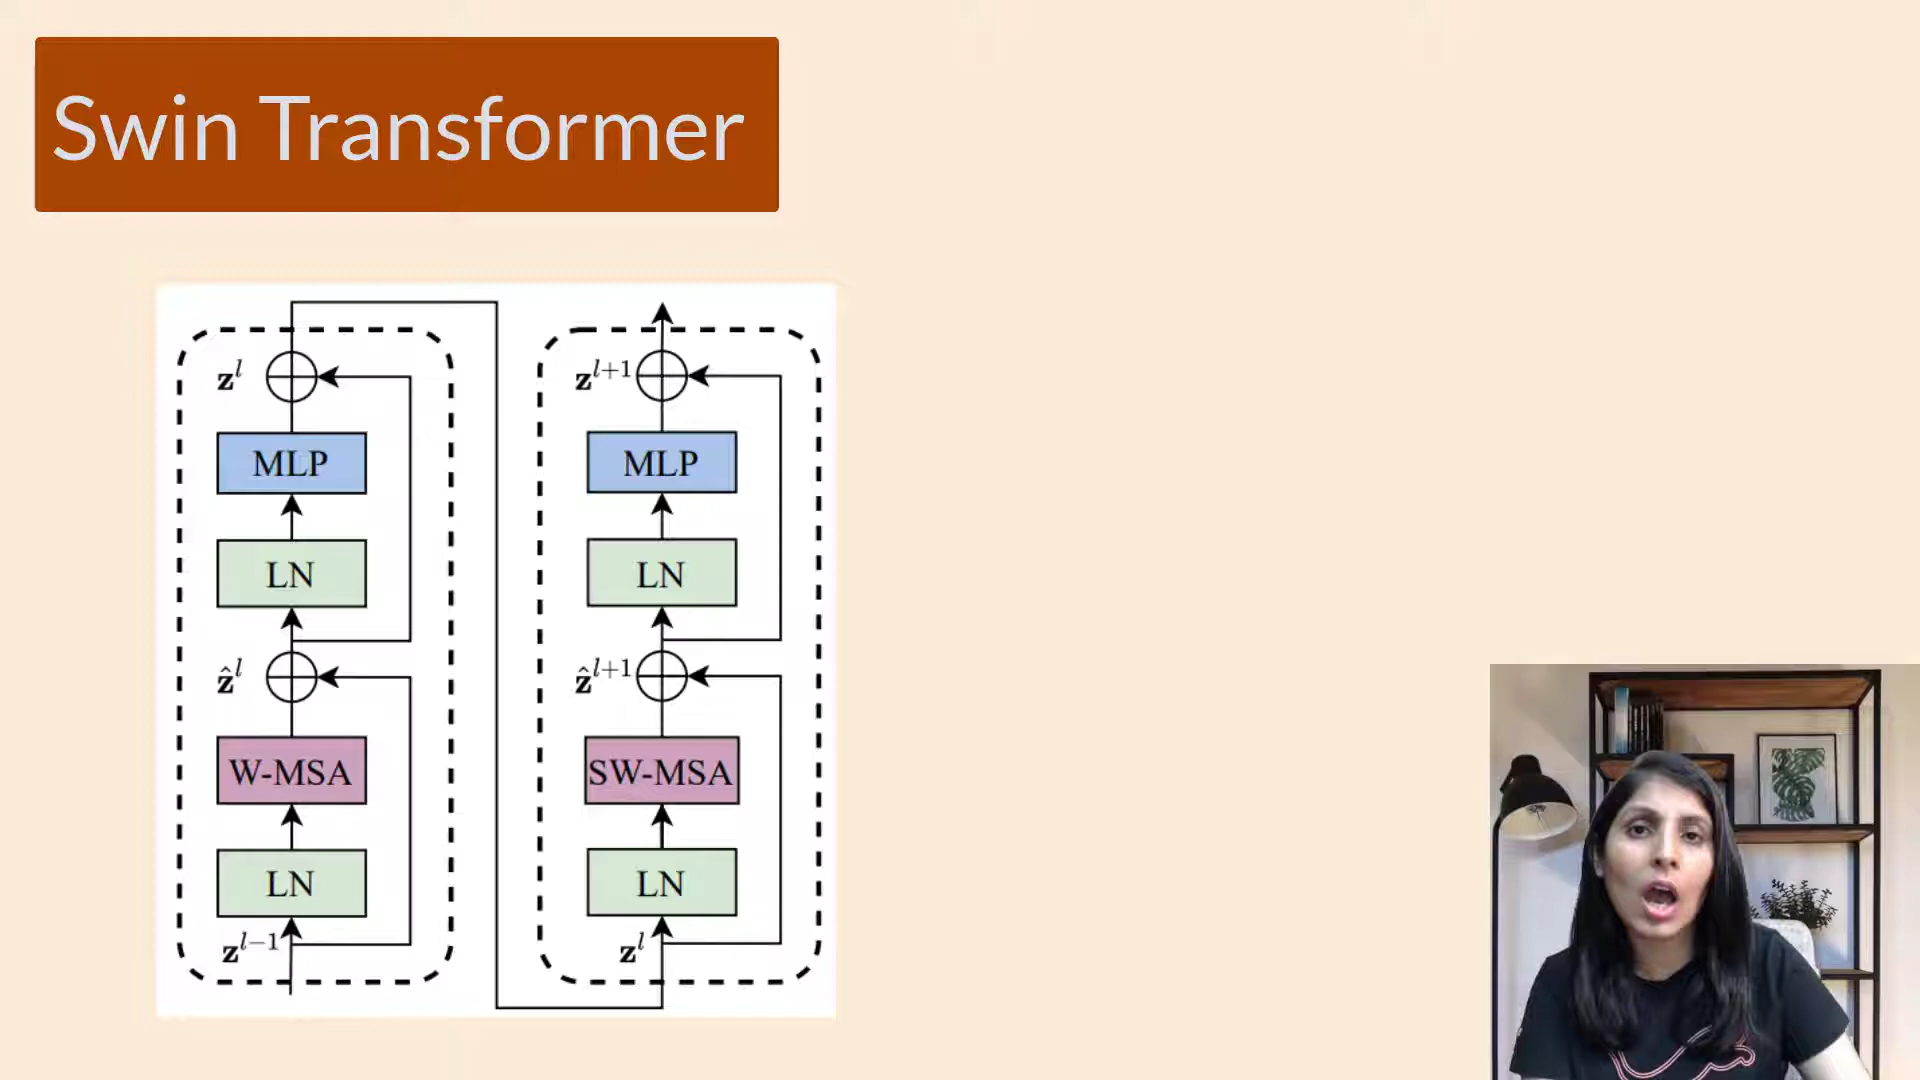 Swin Transformer
z^l
MLP
LN
ẑ^l
W-MSA
LN
z^{l-1}
z^{l+1}
MLP
LN
ẑ^{l+1}
SW-MSA
LN
z^l